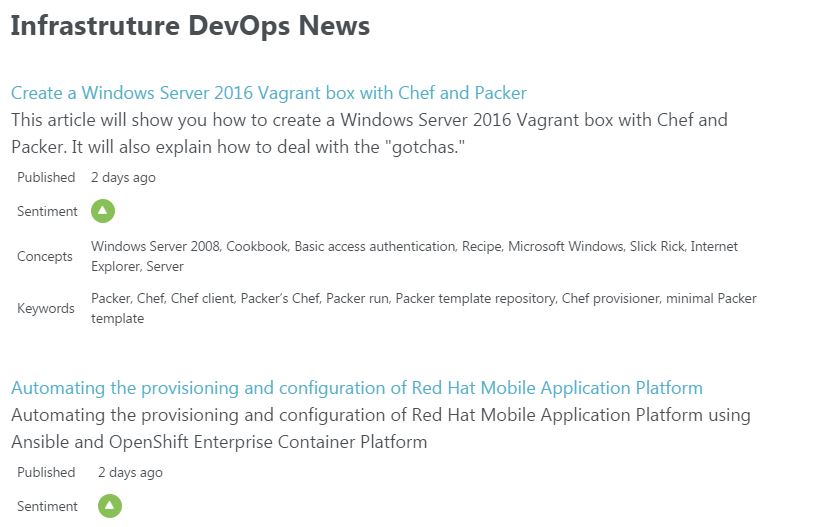 Infrastruture DevOps News
Create a Windows Server 2016 Vagrant box with Chef and Packer
This article will show you how to create a Windows Server 2016 Vagrant box with Chef and
Packer. It will also explain how to deal with the "gotchas."
Published 2 days ago
Sentiment
Concepts Windows Server 2008, Cookbook, Basic access authentication, Recipe, Microsoft Windows, Slick Rick, Internet
Explorer, Server
Keywords Packer, Chef, Chef client, Packer’s Chef, Packer run, Packer template repository, Chef provisioner, minimal Packer
template
Automating the provisioning and configuration of Red Hat Mobile Application Platform
Automating the provisioning and configuration of Red Hat Mobile Application Platform using
Ansible and OpenShift Enterprise Container Platform
Published 2 days ago
Sentiment